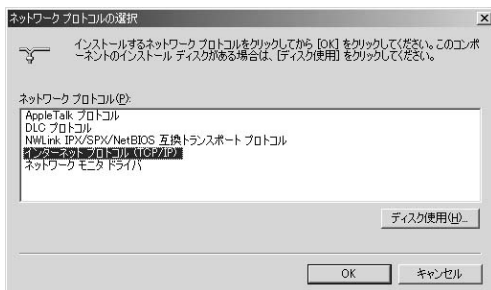 ネットワーク プロトコルの選択
インストールするネットワーク プロトコルをクリックしてから [OK] をクリックしてください。このコンポ
ーネントのインストール ディスクがある場合は、[ディスク使用] をクリックしてください。
ネットワーク プロトコル(P):
AppleTalk プロトコル
DLC プロトコル
NWLink IPX/SPX/NetBIOS 互換トランスポート プロトコル
インターネット プロトコル (TCP/IP)
ネットワーク モニタ ドライバ
ディスク使用(H)...
OK
キャンセル